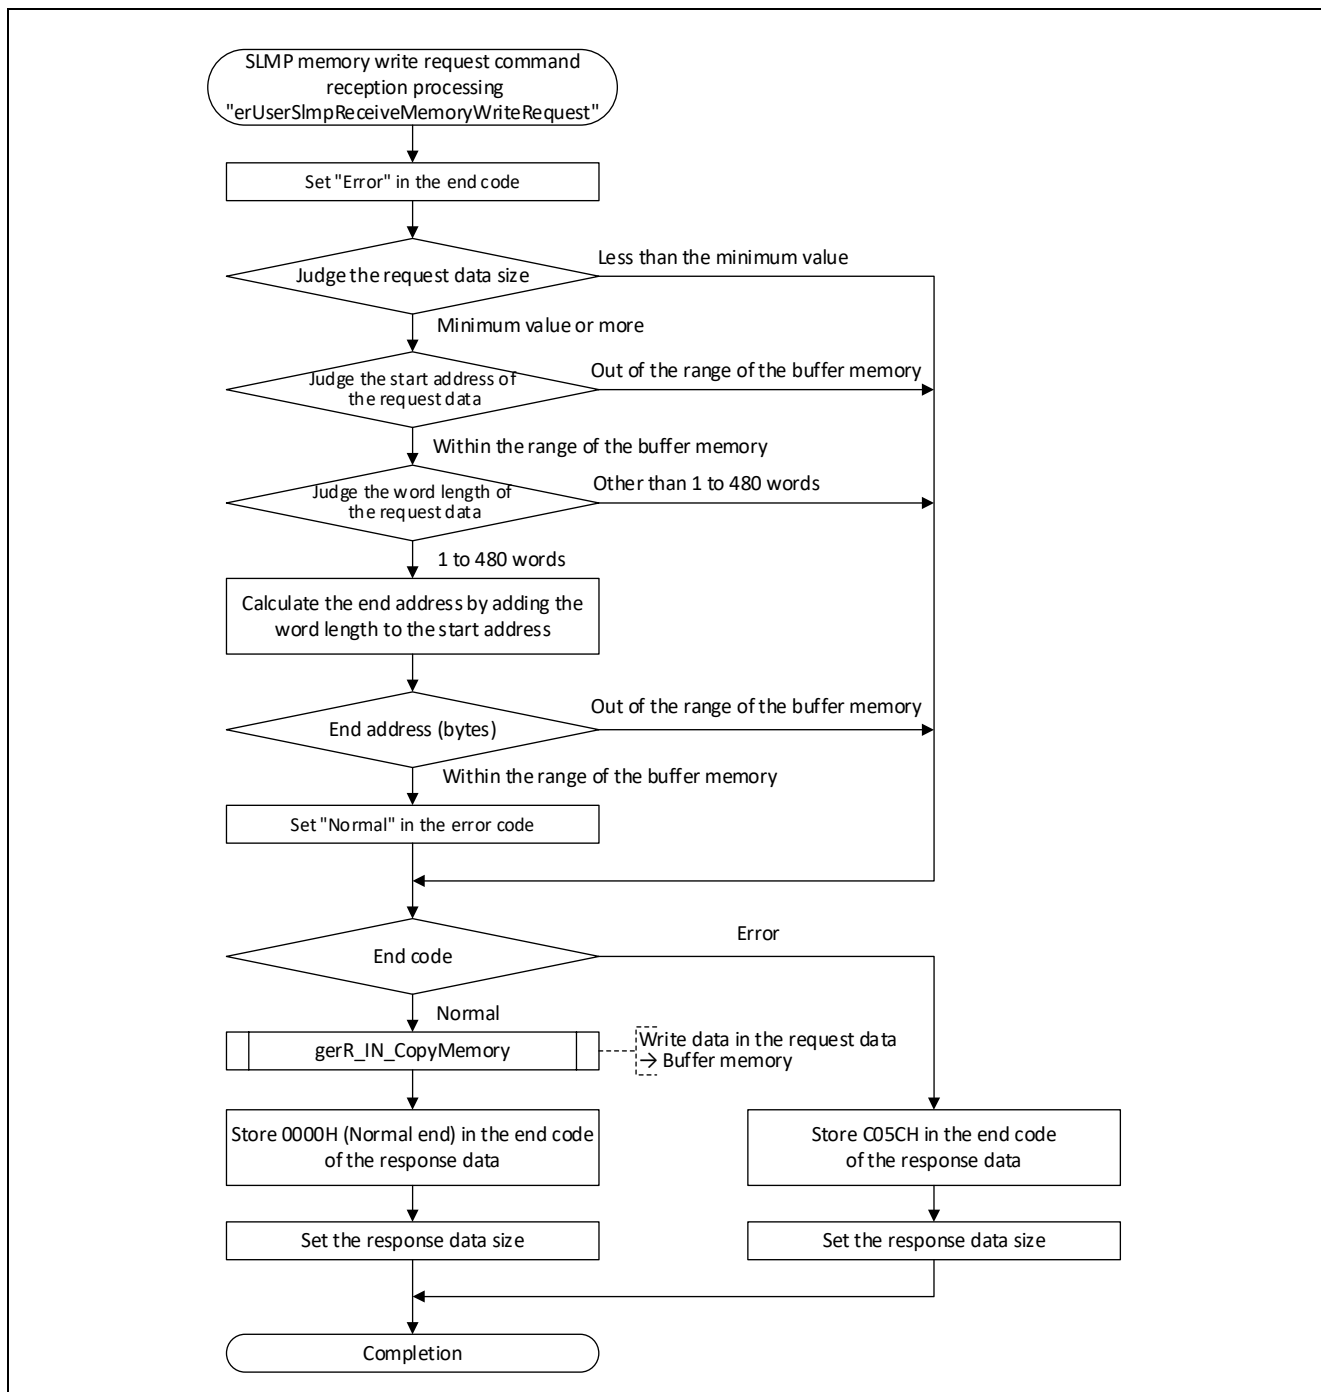 SLMP memory write request command
reception processing
"erUserSlmpReceiveMemoryWriteRequest"
Set "Error" in the end code
Less than the minimum value
Judge the request data size
Minimum value or more
Out of the range of the buffer memory
Judge the start address of
the request data
Within the range of the buffer memory
Other than 1 to 480 words
Judge the word length of
the request data
1 to 480 words
Calculate the end address by adding the
word length to the start address
Out of the range of the buffer memory
End address (bytes)
Within the range of the buffer memory
Set "Normal" in the error code
Error
End code
Normal
gerR_IN_CopyMemory
Write data in the request data
→ Buffer memory
Store 0000H (Normal end) in the end code
of the response data
Store C05CH in the end code
of the response data
Set the response data size
Set the response data size
Completion